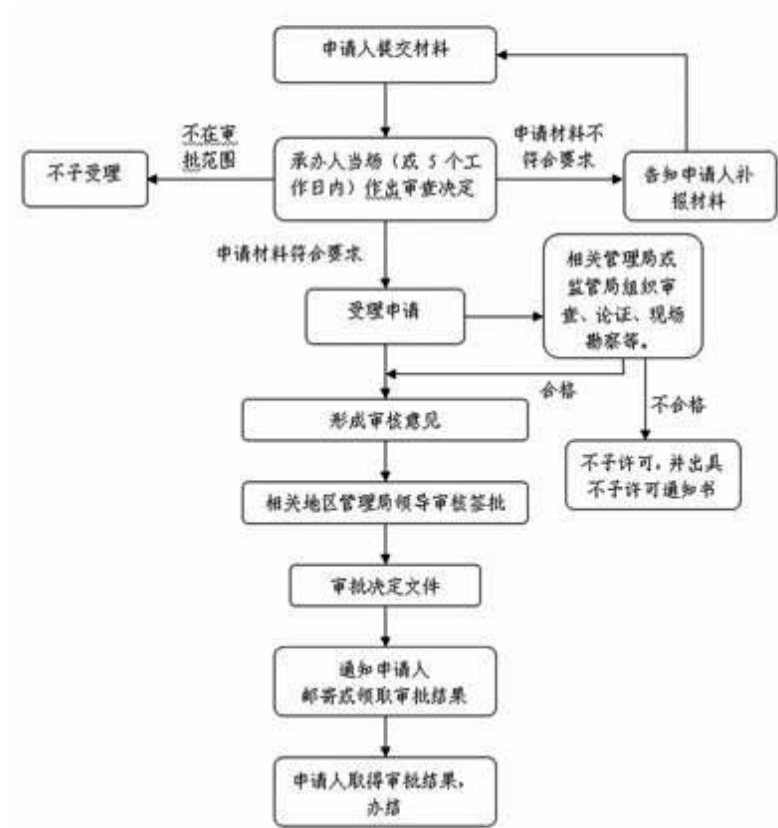 申请人提交材料
不在审
批范围
申请材料不
符合要求
不予受理
承办人当场（或 5 个工
作日内）作出审查决定
告知申请人补
报材料
申请材料符合要求
相关管理局或
监管局组织审
查、论证、现场
勘察等。
受理申请
合格
不合格
形成审核意见
不予许可，并出具
不予许可通知书
相关地区管理局领导审核签批
审批决定文件
通知申请人
邮寄或领取审批结果
申请人取得审批结果，
办结